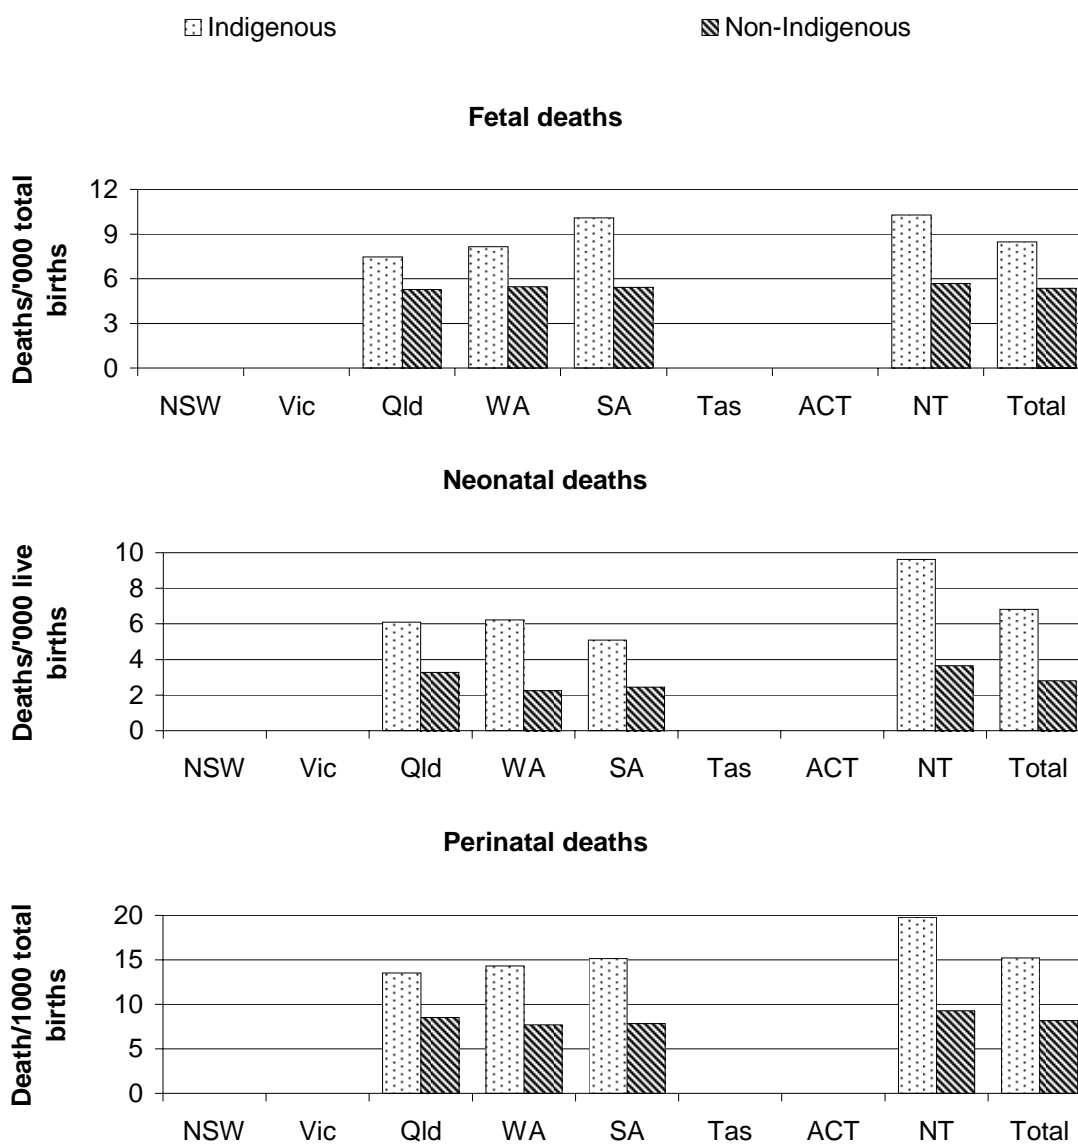 Indigenous Non-Indigenous
Fetal deaths
Deaths/'000 total
births
12
9
6
3
0
NSW Vic Qld WA SA Tas ACT NT Total
Neonatal deaths
Deaths/'000 live
births
10
8
6
4
2
0
NSW Vic Qld WA SA Tas ACT NT Total
Perinatal deaths
Death/1000 total
births
20
15
10
5
0
NSW Vic Qld WA SA Tas ACT NT Total